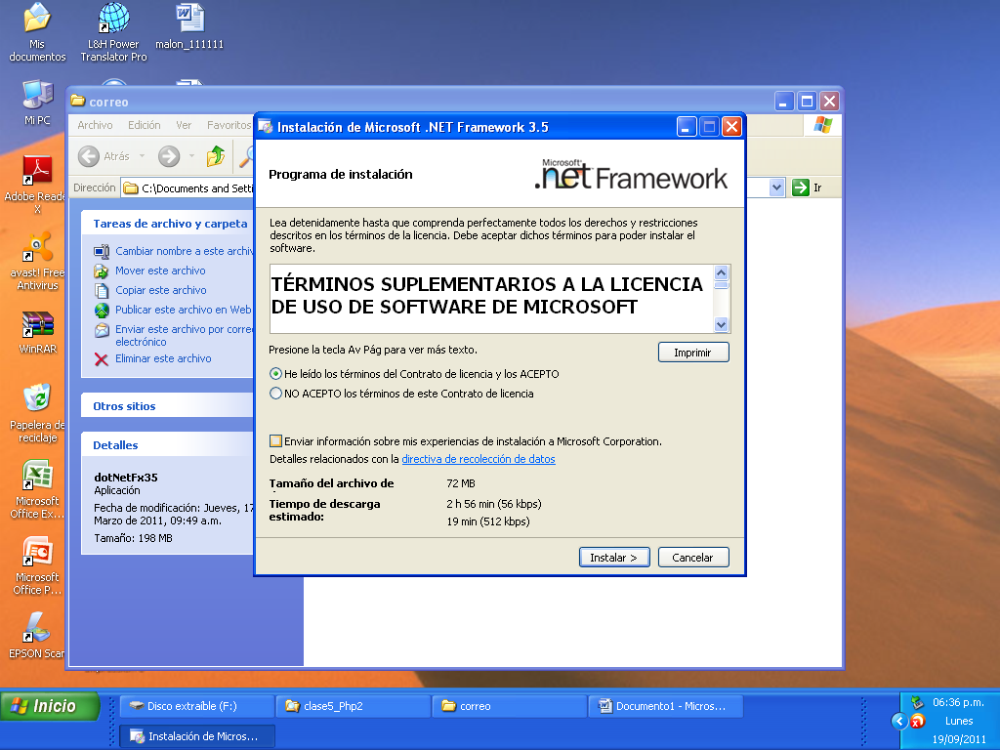 Mis
documentos
L&H Power
Translator Pro
malon_111111
Mi PC
Adobe Reade
X
avast! Free
Antivirus
WinRAR
Papelera de
reciclaje
Microsoft
Office Ex...
Microsoft
Office P...
EPSON Scan
correo
Archivo Edición Ver Favoritos
Atrás
Dirección C:\Documents and Setti
Ir
Tareas de archivo y carpeta
Cambiar nombre a este archiv
Mover este archivo
Copiar este archivo
Publicar este archivo en Web
Enviar este archivo por corre
electrónico
Eliminar este archivo
Otros sitios
Detalles
dotNetFx35
Aplicación
Fecha de modificación: Jueves, 17
Marzo de 2011, 09:49 a.m.
Tamaño: 198 MB
Instalación de Microsoft .NET Framework 3.5
Programa de instalación
Microsoft
.net Framework
Lea detenidamente hasta que comprenda perfectamente todos los derechos y restricciones
descritos en los términos de la licencia. Debe aceptar dichos términos para poder instalar el
software.
TÉRMINOS SUPLEMENTARIOS A LA LICENCIA
DE USO DE SOFTWARE DE MICROSOFT
Presione la tecla Av Pág para ver más texto.
Imprimir
He leído los términos del Contrato de licencia y los ACEPTO
NO ACEPTO los términos de este Contrato de licencia
Enviar información sobre mis experiencias de instalación a Microsoft Corporation.
Detalles relacionados con la directiva de recolección de datos
Tamaño del archivo de 72 MB
Tiempo de descarga 2 h 56 min (56 kbps)
estimado:
19 min (512 kbps)
Instalar > Cancelar
Inicio
Disco extraíble (F:)
clase5_Php2
correo
Documento1 - Micros...
Instalación de Micros...
06:36 p.m.
Lunes
19/09/2011